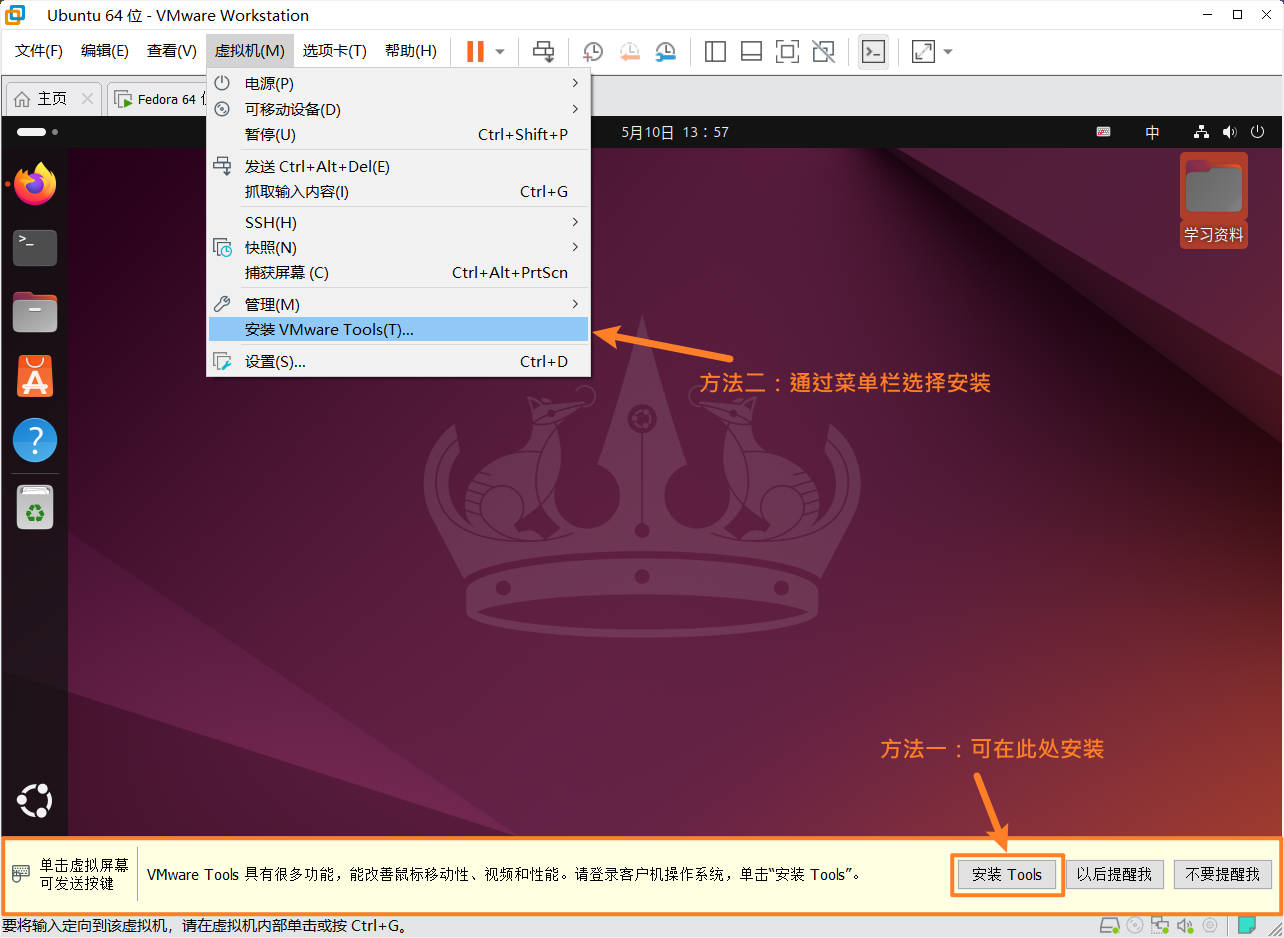 Ubuntu 64 位 - VMware Workstation
文件(F) 编辑(E) 查看(V) 虚拟机(M) 选项卡(T) 帮助(H)
主页
Fedora 64
电源(P)
可移动设备(D)
暂停(U) Ctrl+Shift+P
发送 Ctrl+Alt+Del(E)
抓取输入内容(I) Ctrl+G
SSH(H)
快照(N)
捕获屏幕 (C) Ctrl+Alt+PrtScn
管理(M)
安装 VMware Tools(T)...
设置(S)... Ctrl+D
5月10日 13：57
中
学习资料
方法二：通过菜单栏选择安装
方法一：可在此处安装
单击虚拟屏幕
可发送按键
VMware Tools 具有很多功能，能改善鼠标移动性、视频和性能。请登录客户机操作系统，单击“安装 Tools”。
安装 Tools 以后提醒我 不要提醒我
要将输入定向到该虚拟机，请在虚拟机内部单击或按 Ctrl+G。